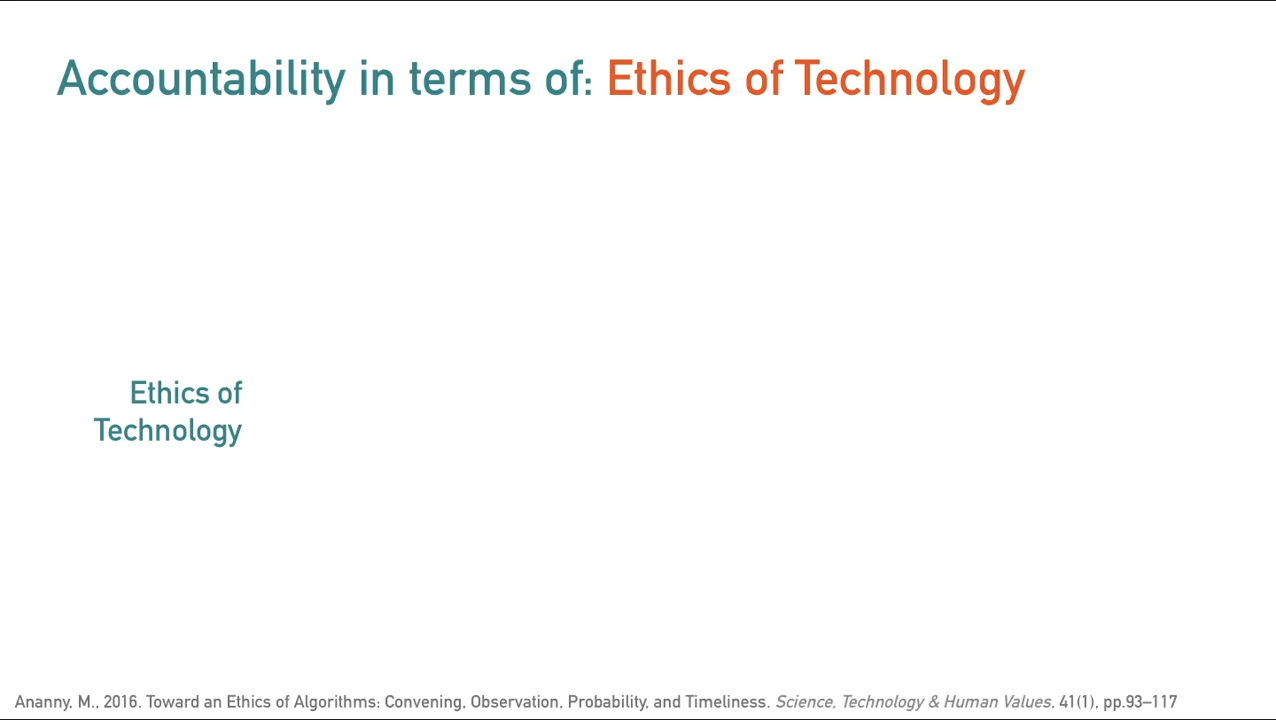 Accountability in terms of: Ethics of Technology
Ethics of
Technology
Ananny, M., 2016. Toward an Ethics of Algorithms: Convening, Observation, Probability, and Timeliness. Science, Technology & Human Values, 41(1), pp.93–117